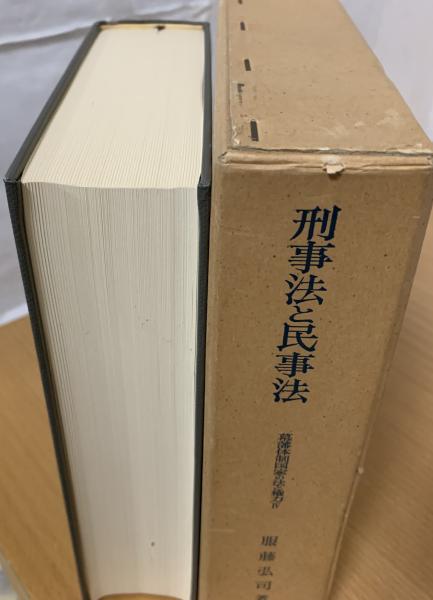 刑事法と民事法
幕藩体制国家の法と権力Ⅳ
服藤弘司著